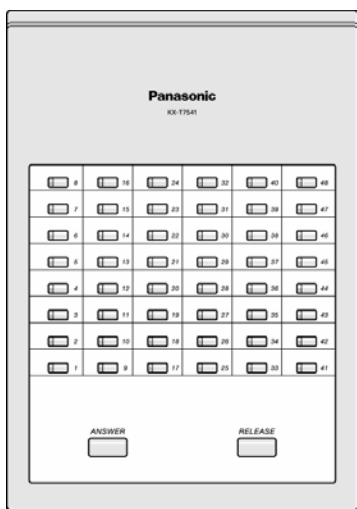 Panasonic
KX-T7541
8 16 24 32 40 48
7 15 23 31 39 47
6 14 22 30 38 46
5 13 21 29 37 45
4 12 20 28 36 44
3 11 19 27 35 43
2 10 18 26 34 42
1 9 17 25 33 41
ANSWER RELEASE